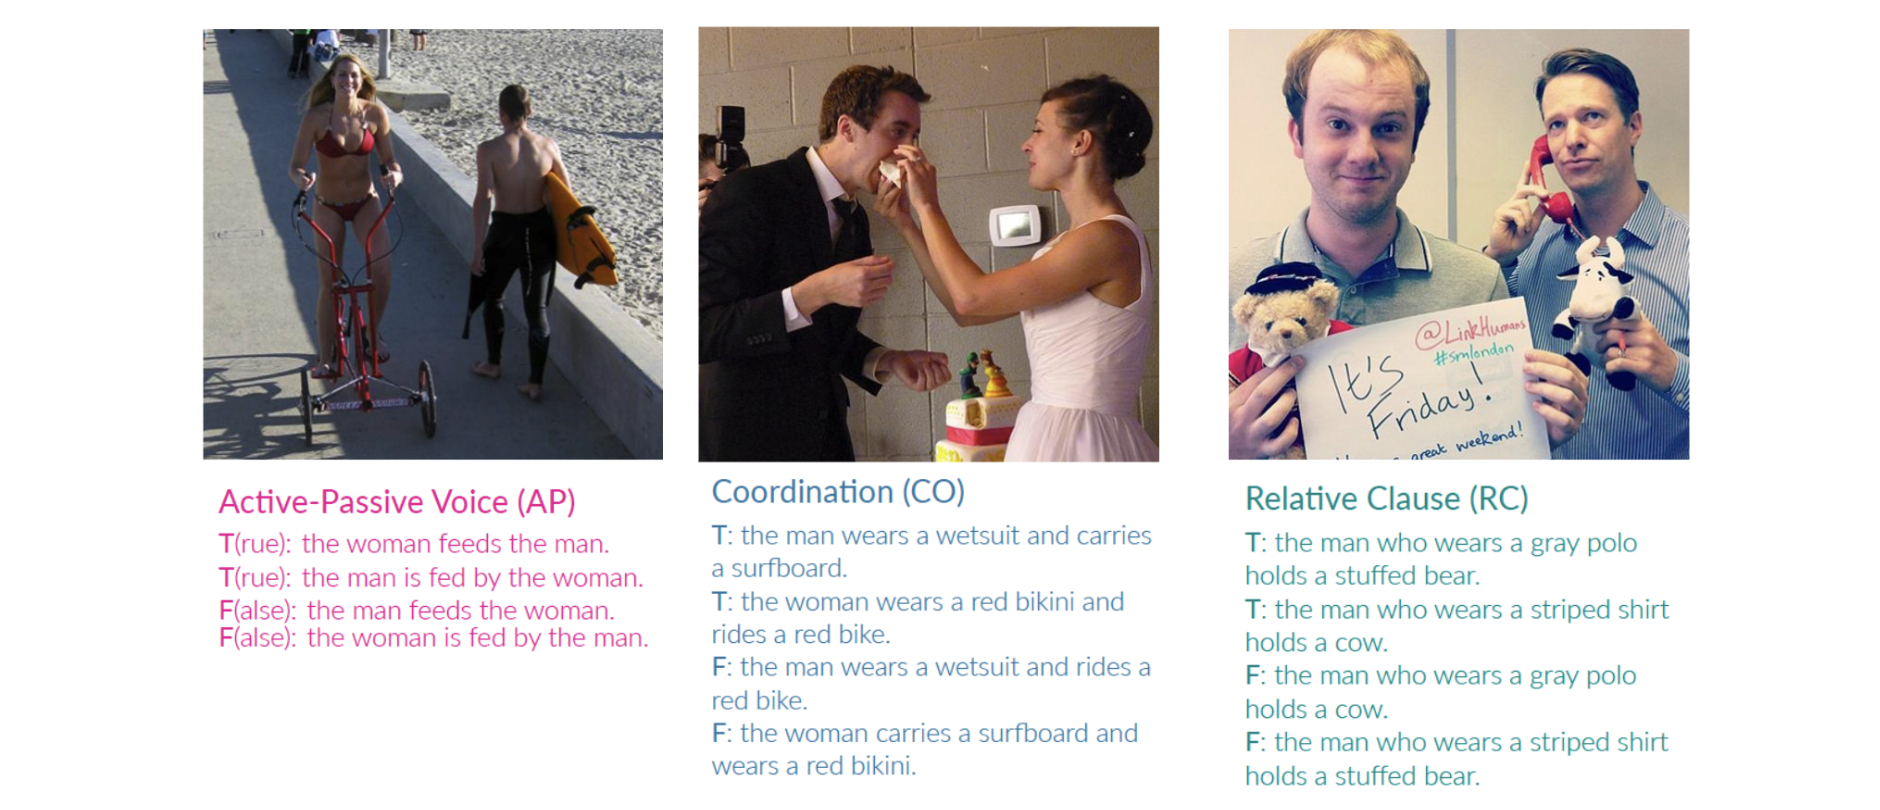 @LinkHumans
#smlondon
It's
Friday!
great weekend!
Active-Passive Voice (AP)
T(rue): the woman feeds the man.
T(rue): the man is fed by the woman.
F(alse): the man feeds the woman.
F(alse): the woman is fed by the man.
Coordination (CO)
T: the man wears a wetsuit and carries
a surfboard.
T: the woman wears a red bikini and
rides a red bike.
F: the man wears a wetsuit and rides a
red bike.
F: the woman carries a surfboard and
wears a red bikini.
Relative Clause (RC)
T: the man who wears a gray polo
holds a stuffed bear.
T: the man who wears a striped shirt
holds a cow.
F: the man who wears a gray polo
holds a cow.
F: the man who wears a striped shirt
holds a stuffed bear.